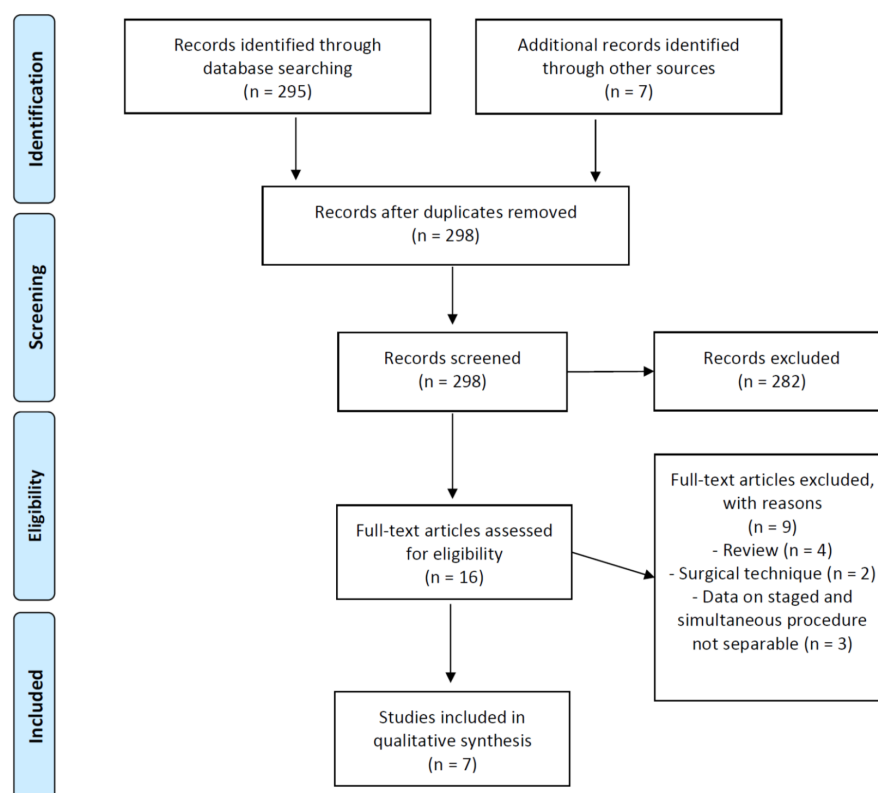 Identification
Records identified through
database searching
(n = 295)
Additional records identified
through other sources
(n = 7)
Records after duplicates removed
(n = 298)
Screening
Records screened
(n = 298)
Records excluded
(n = 282)
Eligibility
Full-text articles assessed
for eligibility
(n = 16)
Full-text articles excluded,
with reasons
(n = 9)
- Review (n = 4)
- Surgical technique (n = 2)
- Data on staged and
simultaneous procedure
not separable (n = 3)
Included
Studies included in
qualitative synthesis
(n = 7)